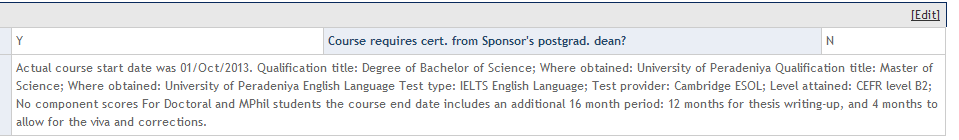 [Edit]
Y Course requires cert. from Sponsor's postgrad. dean? N
Actual course start date was 01/Oct/2013. Qualification title: Degree of Bachelor of Science; Where obtained: University of Peradeniya Qualification title: Master of
Science; Where obtained: University of Peradeniya English Language Test type: IELTS English Language; Test provider: Cambridge ESOL; Level attained: CEFR level B2;
No component scores For Doctoral and MPhil students the course end date includes an additional 16 month period: 12 months for thesis writing-up, and 4 months to
allow for the viva and corrections.